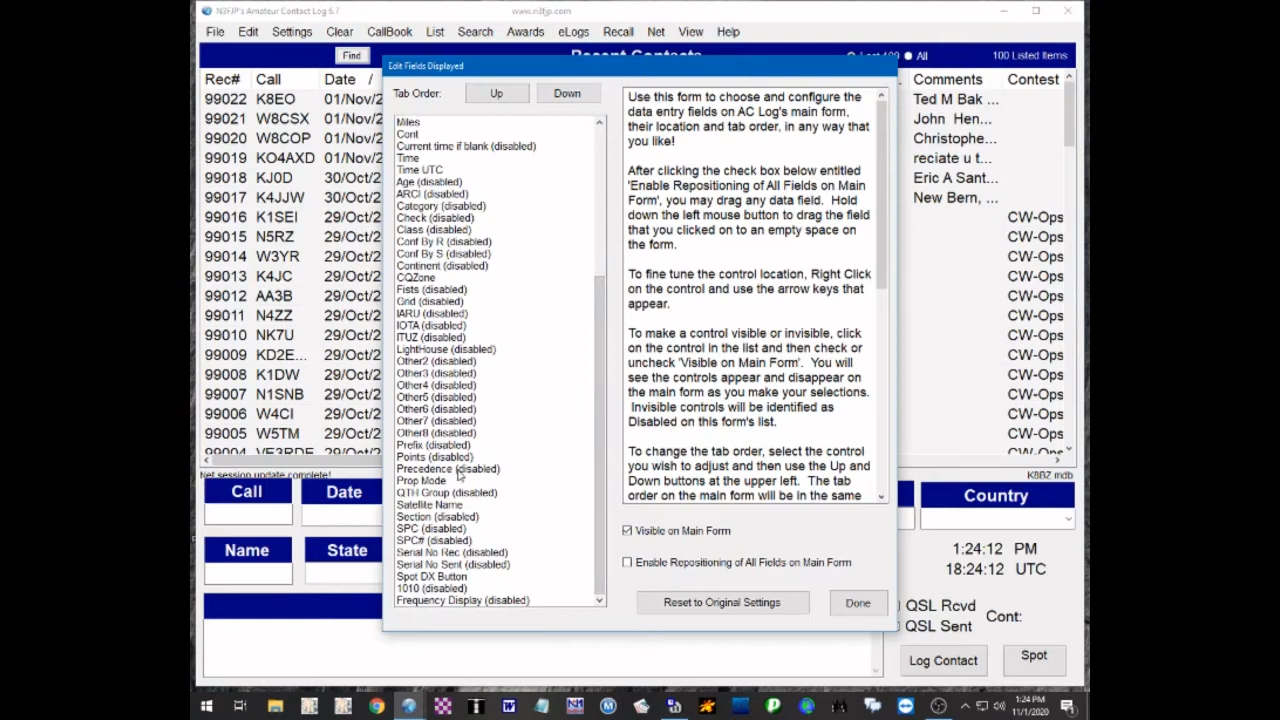 N3FJP's Amateur Contact Log 6.7
www.n3fjp.com
File Edit Settings Clear CallBook List Search Awards eLogs Recall Net View Help
Find
Recent Contacts
All
100 Listed Items
Rec# Call Date /
Comments Contest
99022 K8EO 01/Nov/2
Ted M Bak ...
99021 W8CSX 01/Nov/2
John Hen...
99020 W8COP 01/Nov/2
Christophe...
99019 KO4AXD 01/Nov/2
reciate u t...
99018 KJ0D 30/Oct/2
Eric A Sant...
99017 K4JJW 30/Oct/2
New Bern, ...
99016 K1SEI 29/Oct/2
CW-Ops
99015 N5RZ 29/Oct/2
CW-Ops
99014 W3YR 29/Oct/2
CW-Ops
99013 K4JC 29/Oct/2
CW-Ops
99012 AA3B 29/Oct/2
CW-Ops
99011 N4ZZ 29/Oct/2
CW-Ops
99010 NK7U 29/Oct/2
CW-Ops
99009 KD2E... 29/Oct/2
CW-Ops
99008 K1DW 29/Oct/2
CW-Ops
99007 N1SNB 29/Oct/2
CW-Ops
99006 W4CI 29/Oct/2
CW-Ops
99005 W5TM 29/Oct/2
CW-Ops
99004 VE3RDE 29/Oct/2
CW-Ops
Net session update complete!
K8BZ mdb
Edit Fields Displayed
Tab Order:
Up
Down
Miles
Cont
Current time if blank (disabled)
Time
Time UTC
Age (disabled)
ARCI (disabled)
Category (disabled)
Check (disabled)
Class (disabled)
Conf By R (disabled)
Conf By S (disabled)
Continent (disabled)
CQZone
Fists (disabled)
Grid (disabled)
IARU (disabled)
IOTA (disabled)
ITUZ (disabled)
LightHouse (disabled)
Other2 (disabled)
Other3 (disabled)
Other4 (disabled)
Other5 (disabled)
Other6 (disabled)
Other7 (disabled)
Other8 (disabled)
Prefix (disabled)
Points (disabled)
Precedence (disabled)
Prop Mode
QTH Group (disabled)
Satellite Name
Section (disabled)
SPC (disabled)
SPC# (disabled)
Serial No Rec (disabled)
Serial No Sent (disabled)
Spot DX Button
1010 (disabled)
Frequency Display (disabled)
Use this form to choose and configure the
data entry fields on AC Log's main form,
their location and tab order, in any way that
you like!
After clicking the check box below entitled
'Enable Repositioning of All Fields on Main
Form', you may drag any data field. Hold
down the left mouse button to drag the field
that you clicked on to an empty space on
the form.
To fine tune the control location, Right Click
on the control and use the arrow keys that
appear.
To make a control visible or invisible, click
on the control in the list and then check or
uncheck 'Visible on Main Form'. You will
see the controls appear and disappear on
the main form as you make your selections.
Invisible controls will be identified as
Disabled on this form's list.
To change the tab order, select the control
you wish to adjust and then use the Up and
Down buttons at the upper left. The tab
order on the main form will be in the same
Visible on Main Form
Enable Repositioning of All Fields on Main Form
Reset to Original Settings
Done
Call
Date
Country
Name
State
1:24:12 PM
18:24:12 UTC
QSL Rcvd
QSL Sent
Cont:
Log Contact
Spot
1:24 PM
11/1/2020